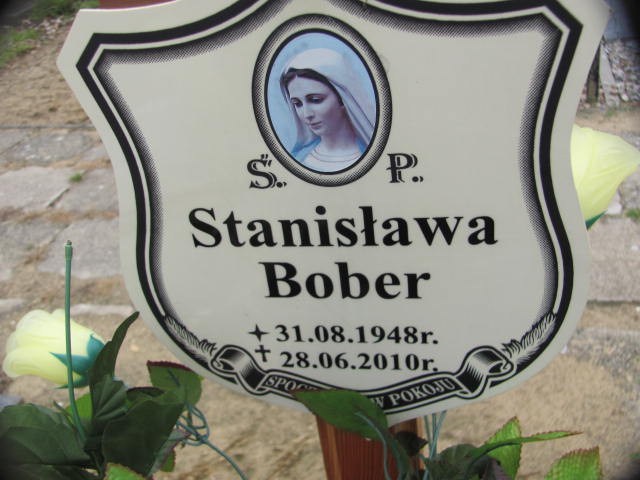 Ś. P.
Stanisława
Bober
✦ 31.08.1948r.
✝ 28.06.2010r.
W POKOJU